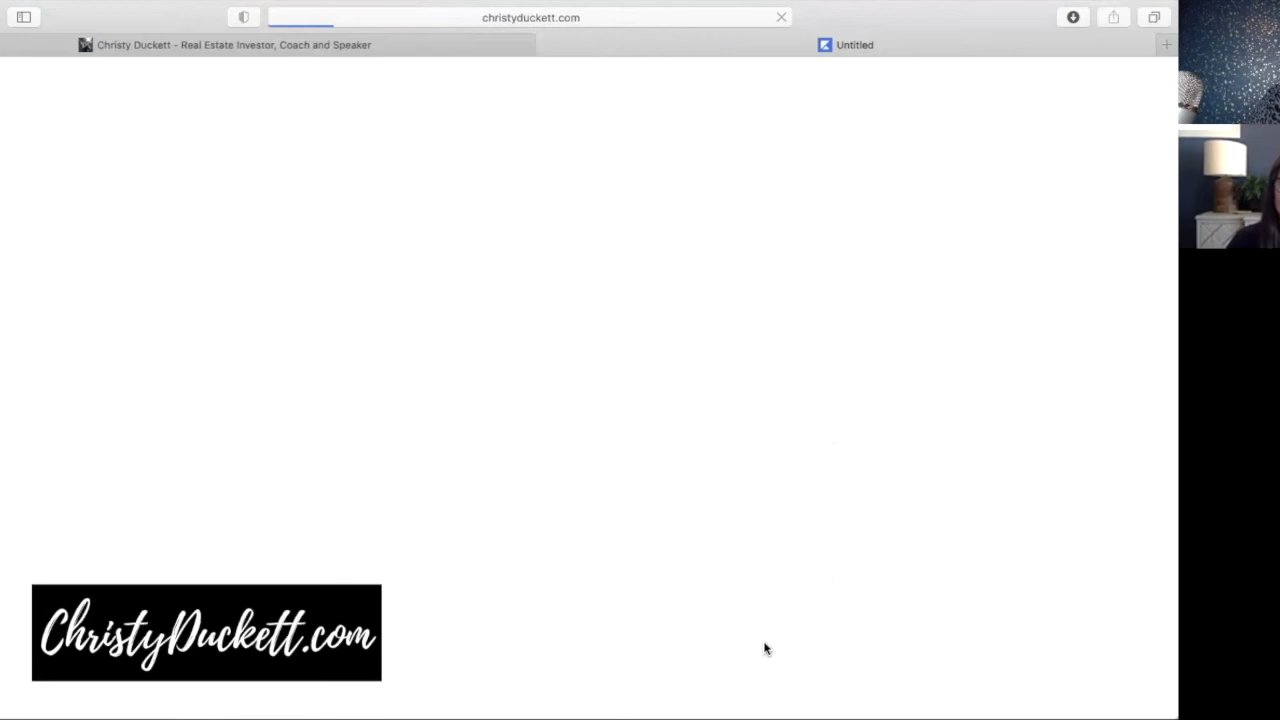 christyduckett.com
Christy Duckett - Real Estate Investor, Coach and Speaker
Untitled
ChristyDuckett.com